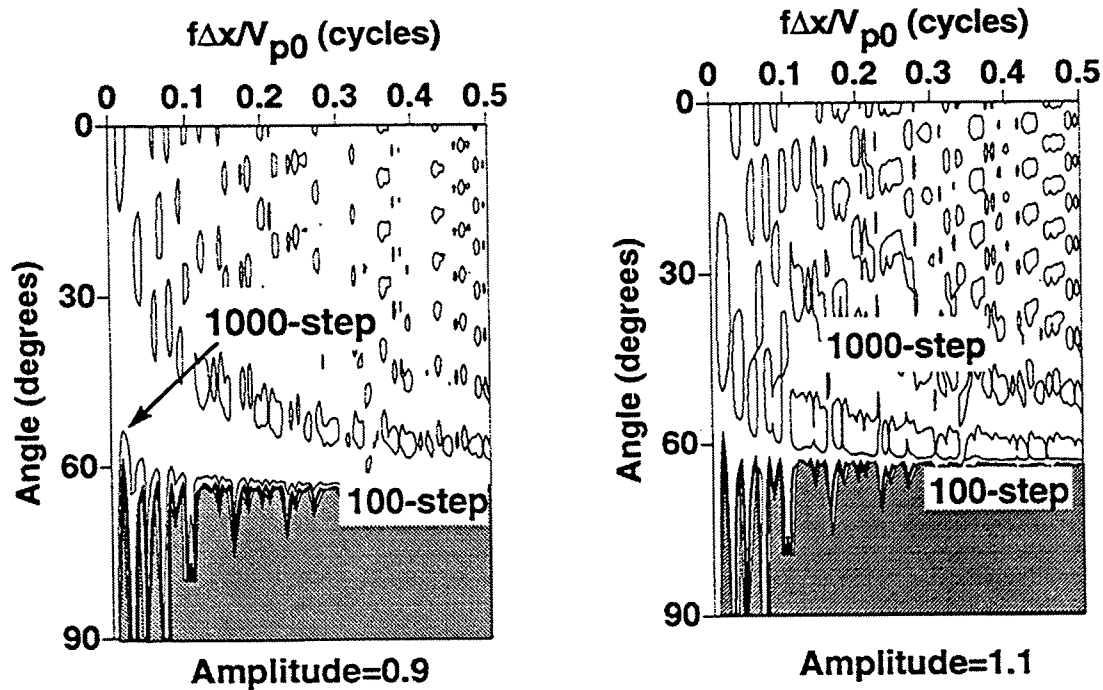 fΔx/Vp0 (cycles)
0 0.1 0.2 0.3 0.4 0.5
0
30
60
90
Angle (degrees)
1000-step
100-step
Amplitude=0.9
fΔx/Vp0 (cycles)
0 0.1 0.2 0.3 0.4 0.5
0
30
60
90
Angle (degrees)
1000-step
100-step
Amplitude=1.1